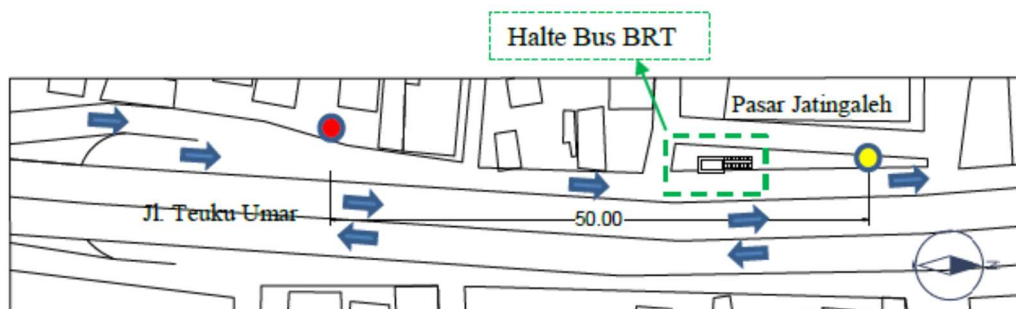 Halte Bus BRT
Pasar Jatingaleh
Jl. Teuku Umar
50.00
N